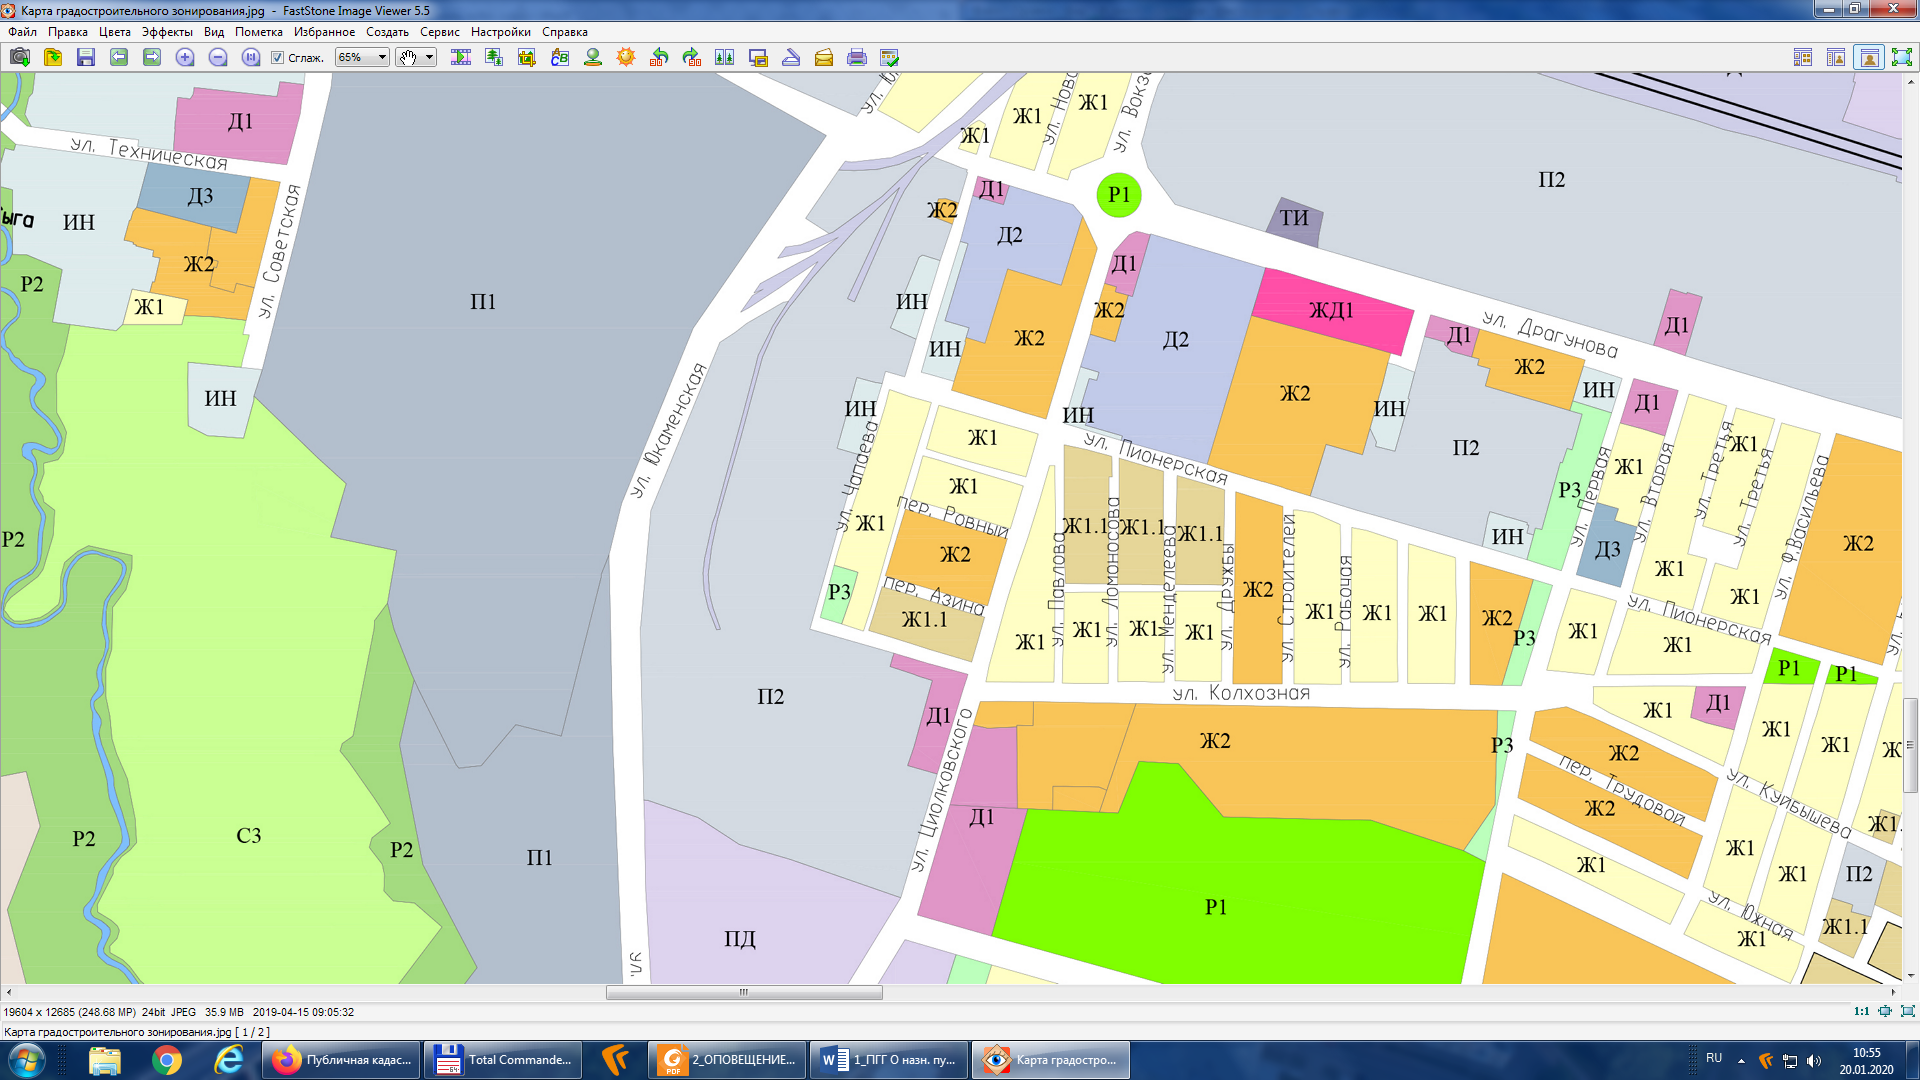 Карта градостроительного зонирования.jpg - FastStone Image Viewer 5.5
Файл Правка Цвета Эффекты Вид Пометка Избранное Создать Сервис Настройки Справка
Сглаж. 65%
Д1
ул. Техническая
Д3
ИН
Ж2
Ж1
Р2
ул. Советская
ИН
П1
Р2
С3
Р2
Р2
П1
ул. Юкаменская
П2
ПД
Ж1
Ж1
Ж1
Р1
П2
ТИ
Д1
Ж2
Д2
ИН
ИН
Ж2
Д1
Ж2
Д2
ЖД1
Ж2
ИН
ИН
Д1
Ж2
ул. Драгунова
Д1
ИН
Д1
П2
Р3
ИН
ИН
ул. Чапаева
Ж1
Ж1
пер. Ровный
Ж1
Ж2
пер. Азина
Р3
Ж1.1
ул. Пионерская
Ж1.1
Ж1.1
Ж1.1
ул. Павлова
ул. Ломоносова
ул. Менделеева
ул. Дружбы
Ж2
ул. Строителей
ул. Рабочая
Ж1
Ж1
Ж1
Ж1
Ж1
Ж1
Ж1
Ж2
Р3
ул. Первая
Ж1
ул. Вторая
ул. Третья
Ж1
ул. Третья
ул. Ф.Васильева
Ж2
Д3
Ж1
Ж1
ул. Пионерская
Ж1
Ж1
Р1
Р1
ул. Колхозная
Д1
ул. Циолковского
Д1
Ж2
Р1
Р3
Ж1
Д1
Ж1
Ж1
Ж2
пер. Трудовой
Ж2
ул. Куйбышева
Ж1
Ж1
Ж1
П2
Ж1.1
ул. Южная
Ж1
19604 x 12685 (248.68 MP) 24bit JPEG 35.9 MB 2019-04-15 09:05:32
1:1
Карта градостроительного зонирования.jpg [ 1 / 2 ]
Публичная кадас...
Total Commande...
2_ОПОВЕЩЕНИЕ...
1_ПГГ О назн. пу...
Карта градостро...
RU
10:55
20.01.2020